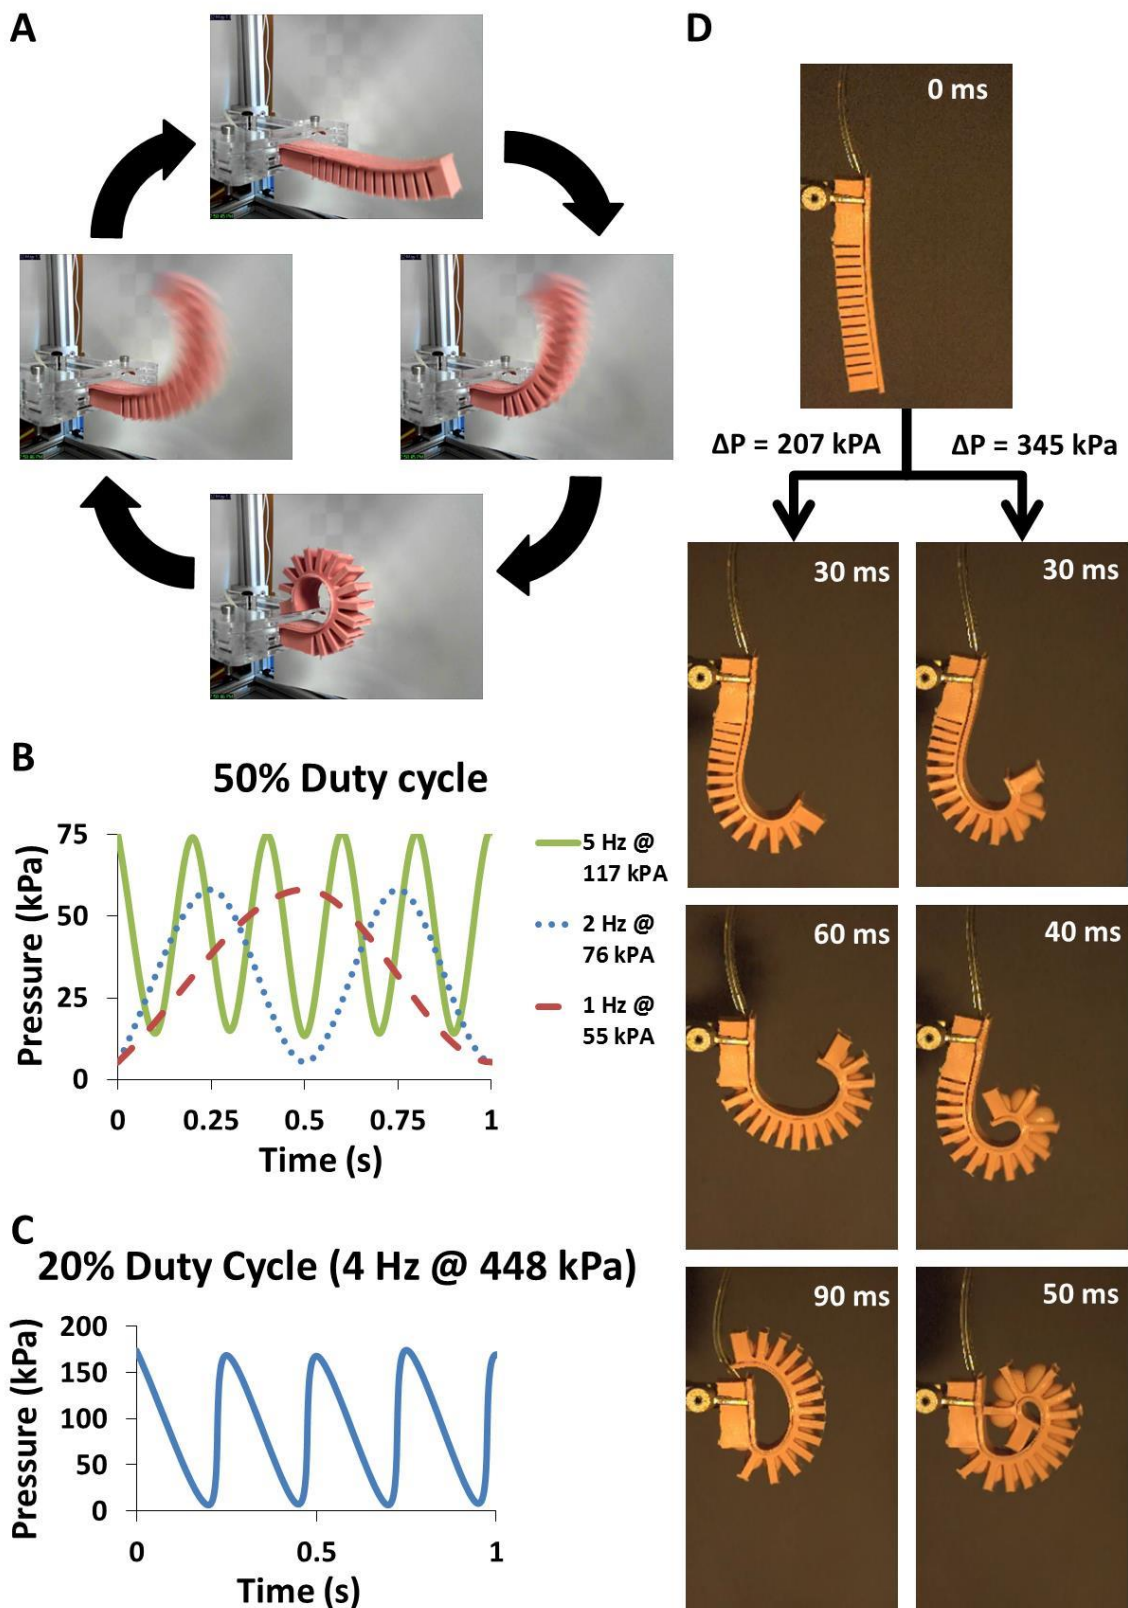 A
B
50% Duty cycle
Pressure (kPa)
75
50
25
0
0 0.25 0.5 0.75 1
Time (s)
5 Hz @
117 kPA
2 Hz @
76 kPA
1 Hz @
55 kPA
C
20% Duty Cycle (4 Hz @ 448 kPa)
Pressure (kPa)
200
150
100
50
0
0 0.5 1
Time (s)
D
0 ms
ΔP = 207 kPA ΔP = 345 kPa
30 ms 30 ms
60 ms 40 ms
90 ms 50 ms